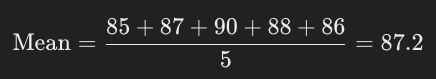 Mean = (85 + 87 + 90 + 88 + 86) / 5 = 87.2